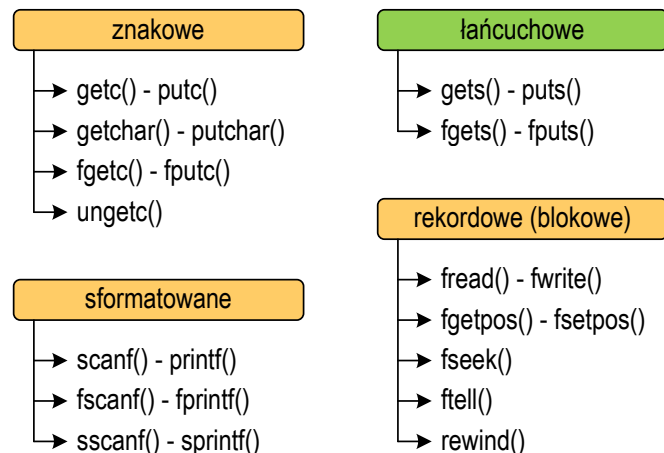 znakowe
getc() - putc()
getchar() - putchar()
fgetc() - fputc()
ungetc()
sformatowane
scanf() - printf()
fscanf() - fprintf()
sscanf() - sprintf()
łańcuchowe
gets() - puts()
fgets() - fputs()
rekordowe (blokowe)
fread() - fwrite()
fgetpos() - fsetpos()
fseek()
ftell()
rewind()